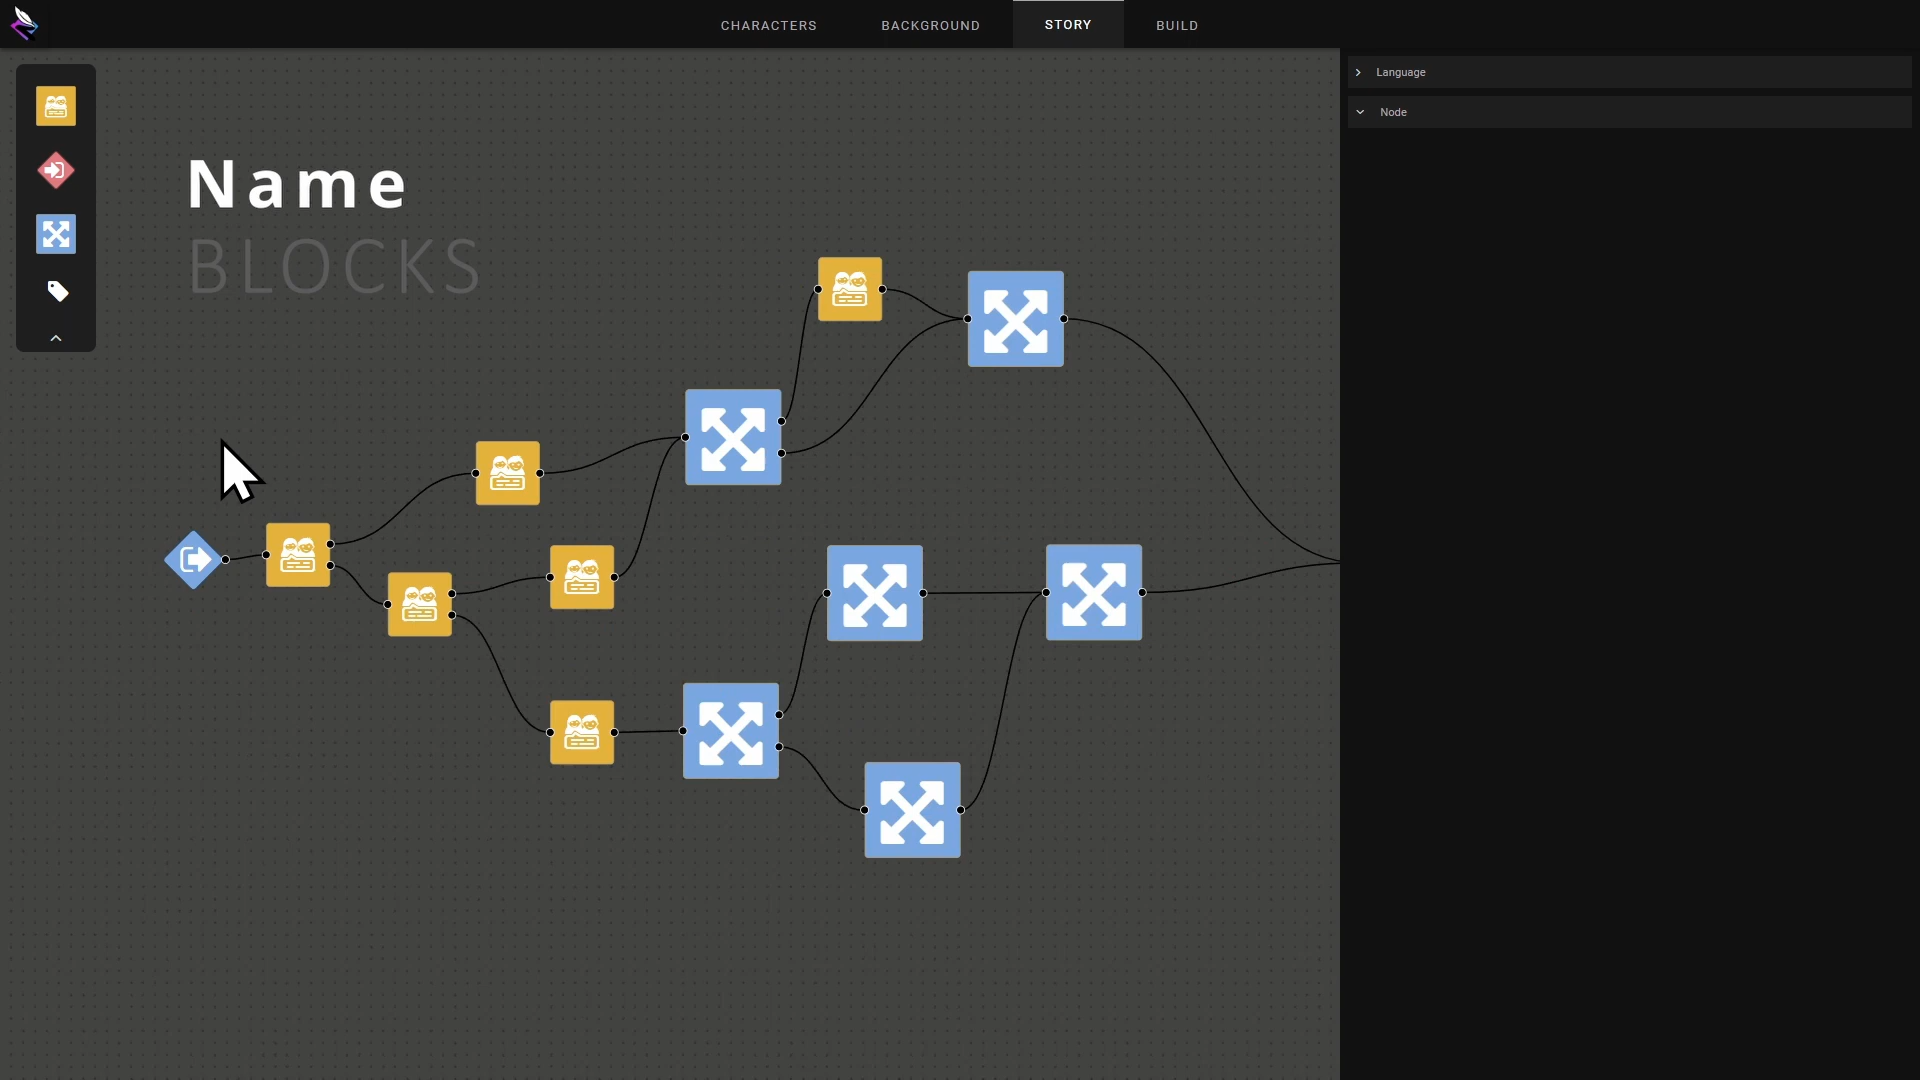 CHARACTERS
BACKGROUND
STORY
BUILD
Language
Node
Name
BLOCKS